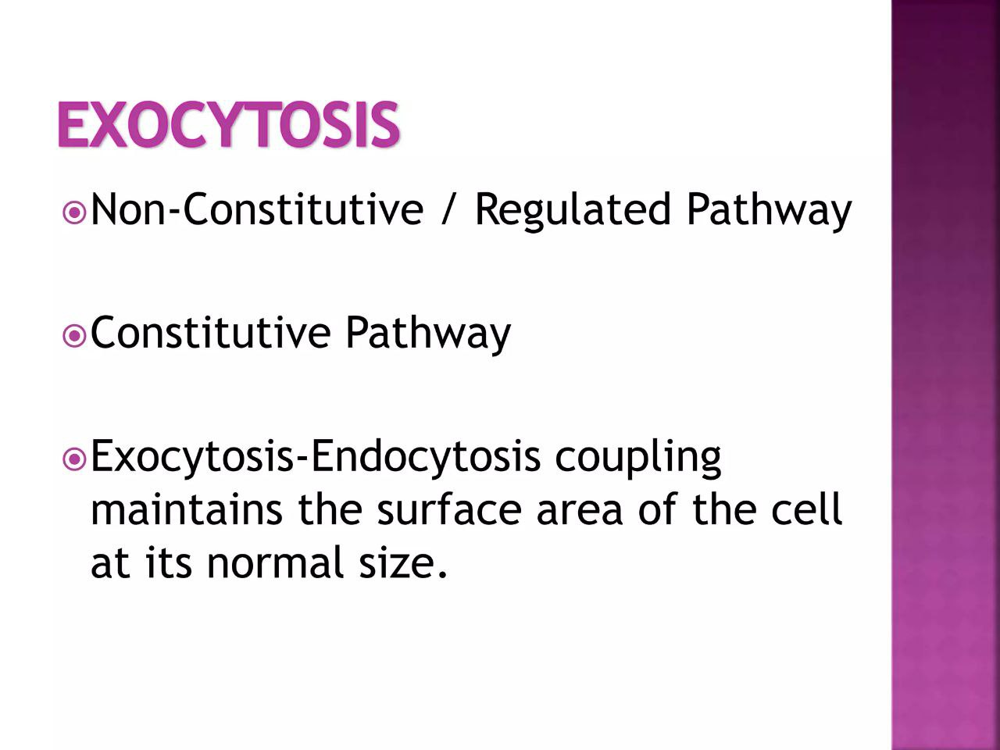 EXOCYTOSIS
Non-Constitutive / Regulated Pathway
Constitutive Pathway
Exocytosis-Endocytosis coupling
maintains the surface area of the cell
at its normal size.